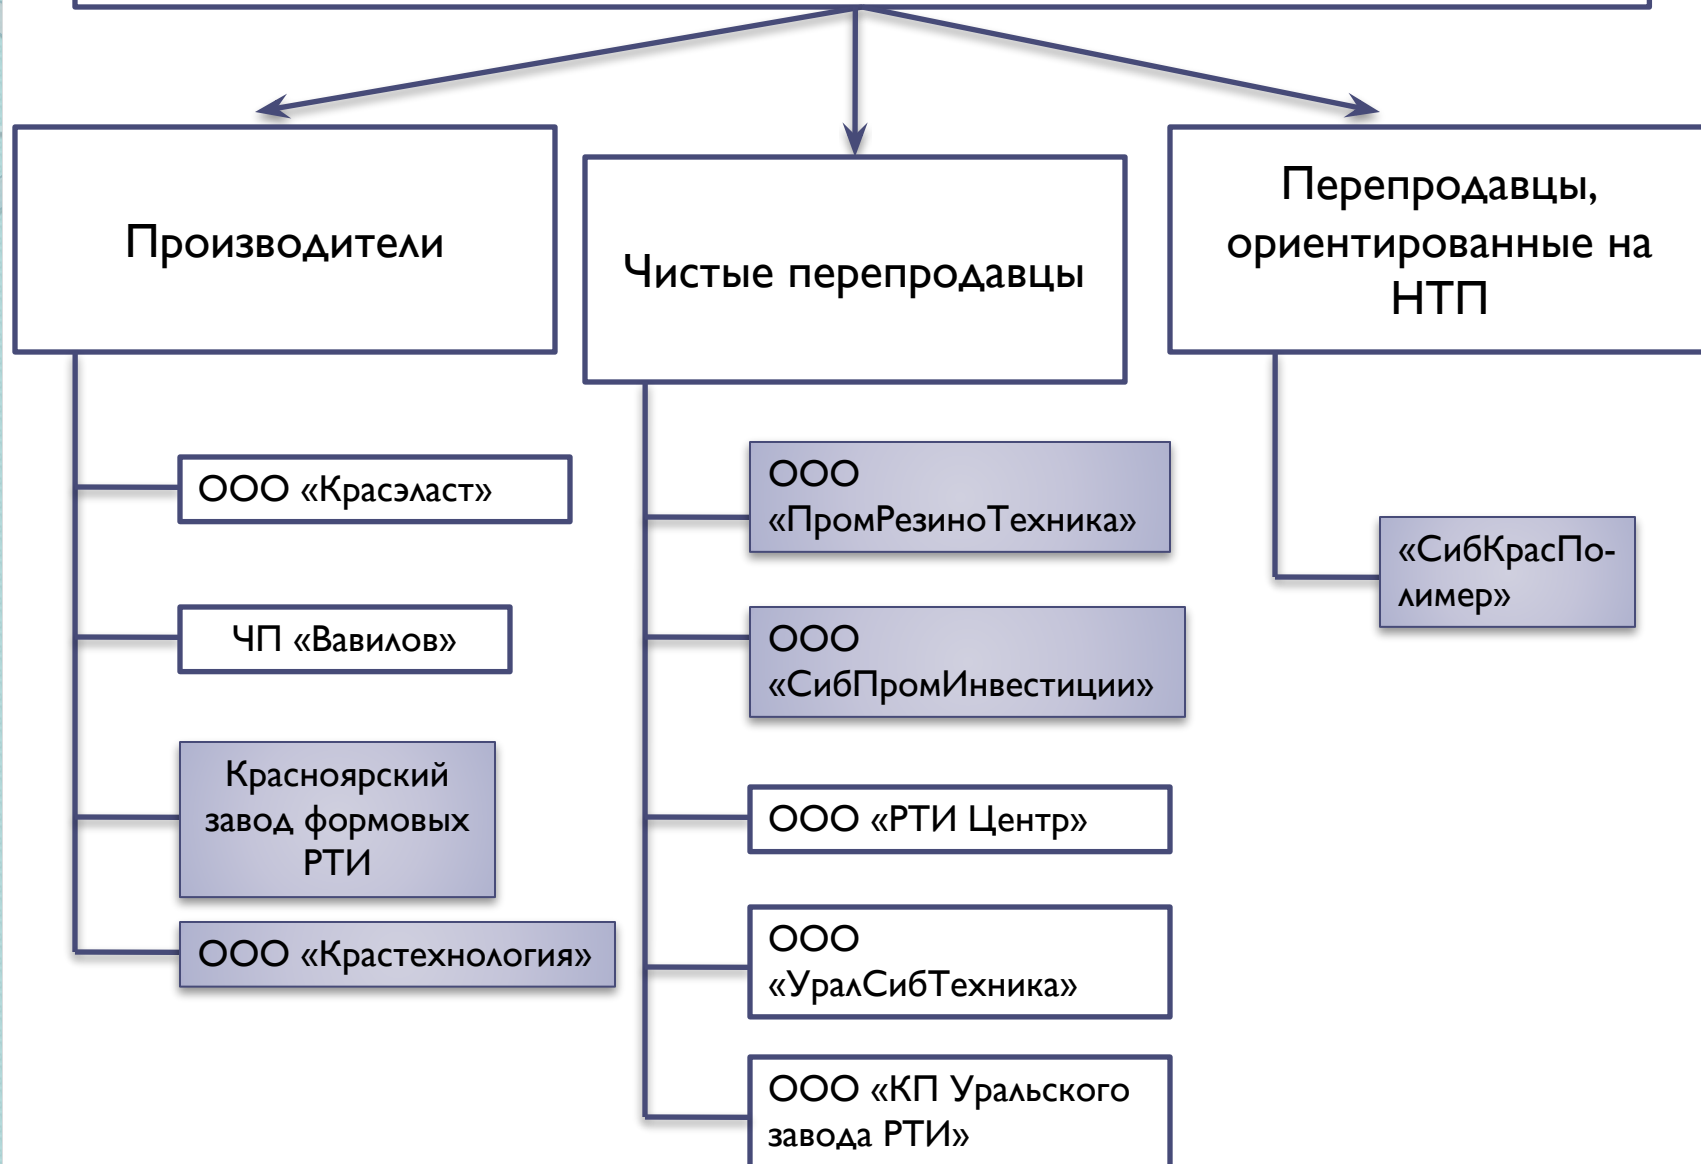 Производители
Чистые перепродавцы
Перепродавцы,
ориентированные на
НТП
ООО «Красэласт»
ЧП «Вавилов»
Красноярский
завод формовых
РТИ
ООО «Крастехнология»
ООО
«ПромРезиноТехника»
ООО
«СибПромИнвестиции»
ООО «РТИ Центр»
ООО
«УралСибТехника»
ООО «КП Уральского
завода РТИ»
«СибКрасПо-
лимер»